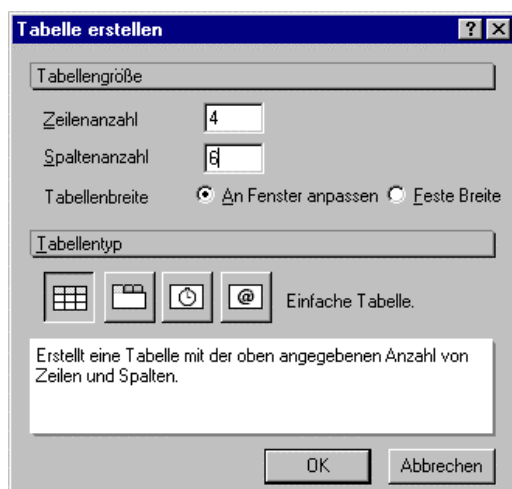 Tabelle erstellen
Tabellengröße
Zeilenanzahl 4
Spaltenanzahl 6
Tabellenbreite An Fenster anpassen Feste Breite
Tabellentyp
@ Einfache Tabelle.
Erstellt eine Tabelle mit der oben angegebenen Anzahl von
Zeilen und Spalten.
OK Abbrechen